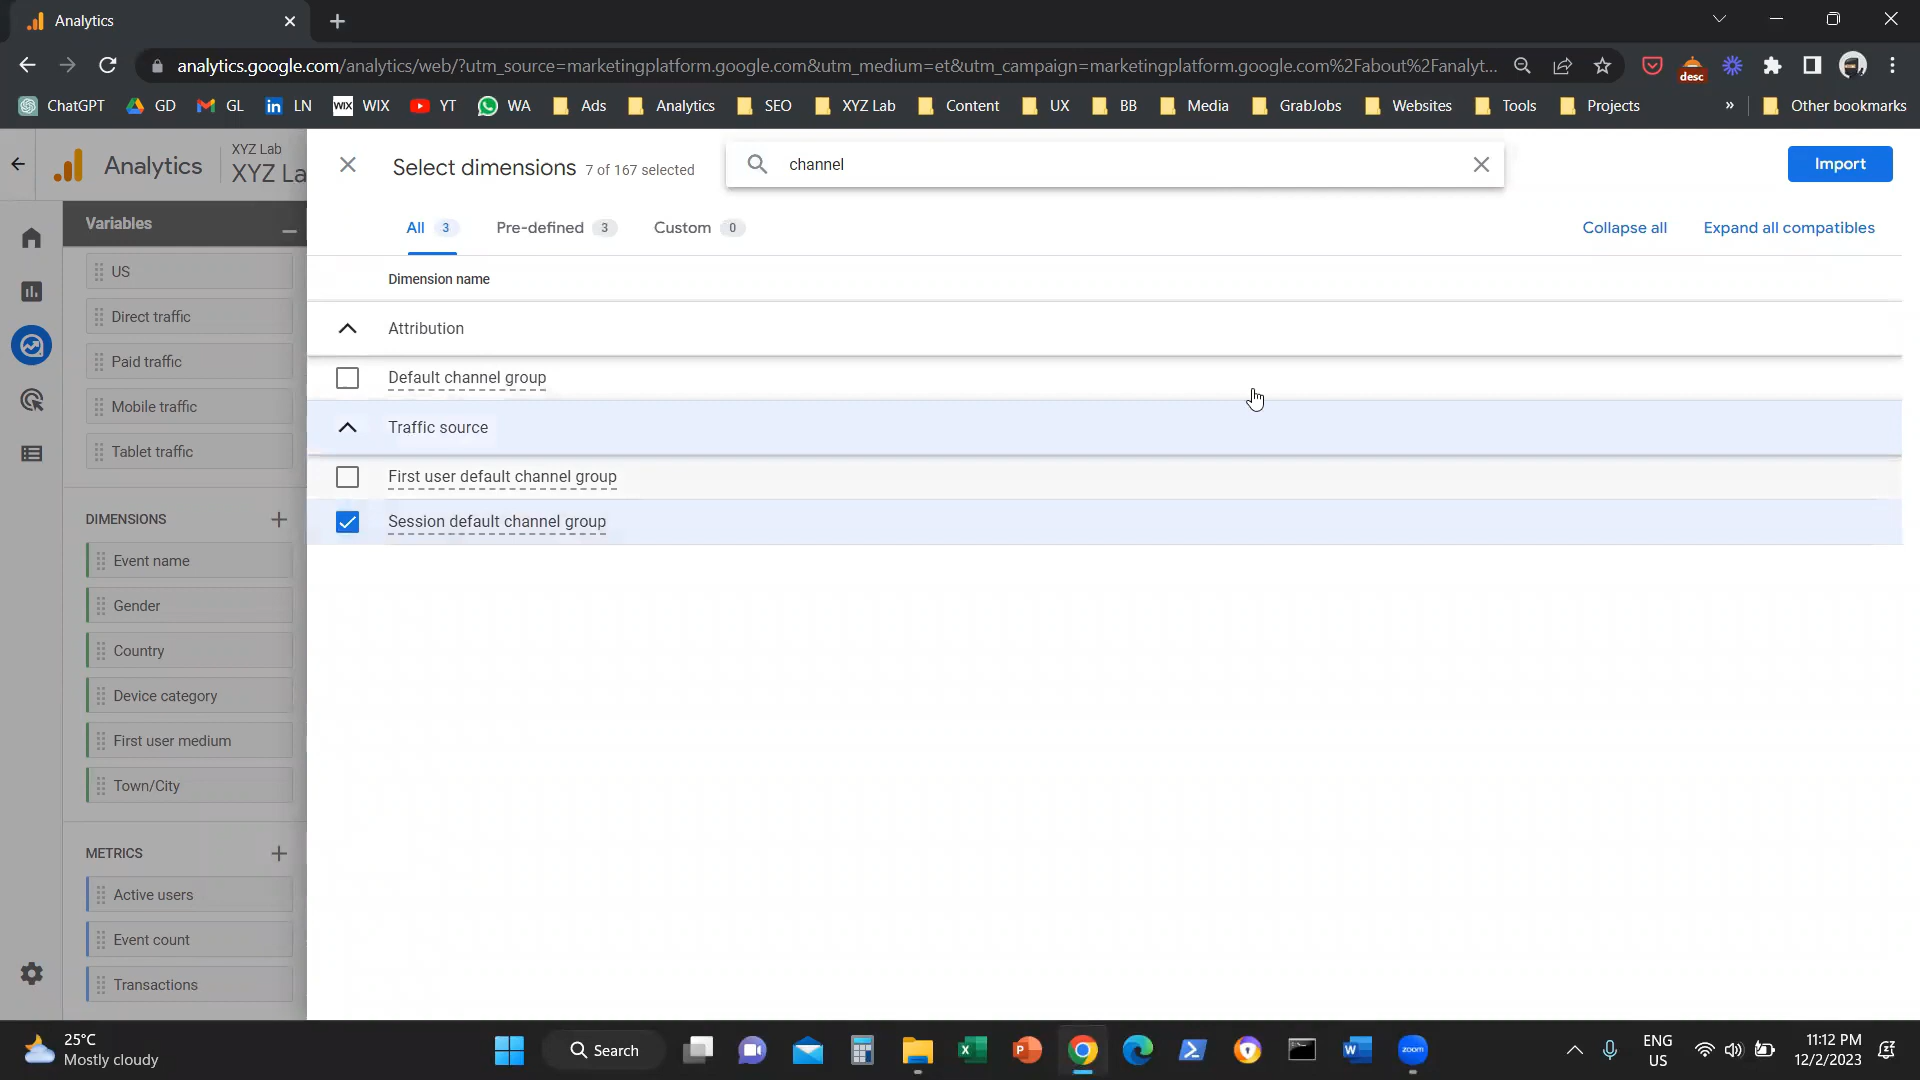 Analytics
analytics.google.com/analytics/web/?utm_source=marketingplatform.google.com&utm_medium=et&utm_campaign=marketingplatform.google.com%2Fabout%2Fanalyt...
desc
ChatGPT GD GL LN WIX WIX YT WA Ads Analytics SEO XYZ Lab Content UX BB Media GrabJobs Websites Tools Projects » Other bookmarks
Analytics
XYZ Lab
XYZ La
Select dimensions 7 of 167 selected
channel
Import
Variables
All 3 Pre-defined 3 Custom 0 Collapse all Expand all compatibles
US
Dimension name
Direct traffic
Attribution
Paid traffic
Default channel group
Mobile traffic
Traffic source
Tablet traffic
First user default channel group
DIMENSIONS
Session default channel group
Event name
Gender
Country
Device category
First user medium
Town/City
METRICS
Active users
Event count
Transactions
25°C
Mostly cloudy
Search
zoom
ENG
US
11:12 PM
12/2/2023